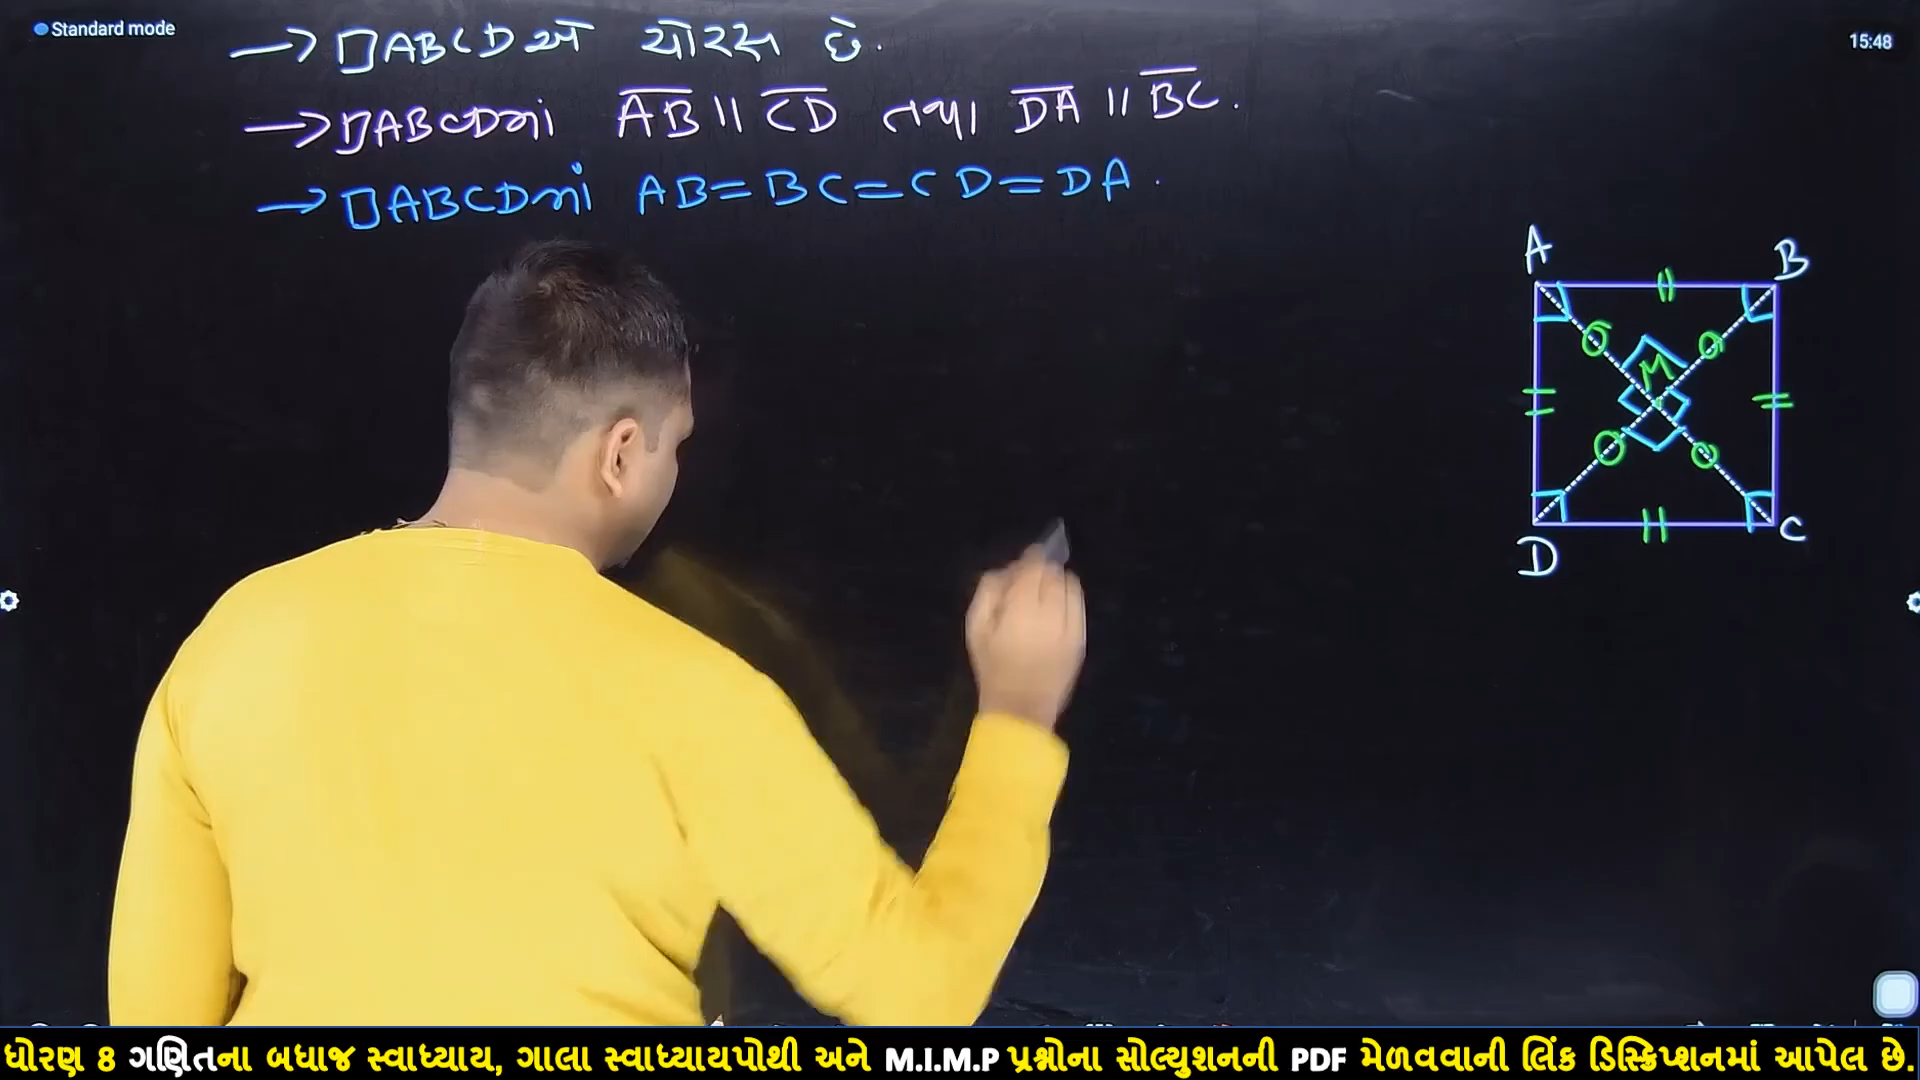 Standard mode
15:48
→ □ABCD એ ચોરસ છે.
→ □ABCDમાં AB || CD તથા DA || BC.
→ □ABCDમાં AB=BC=CD=DA.
A
B
M
D
C
ધોરણ 8 ગણિતના બધાજ સ્વાધ્યાય, ગાલા સ્વાધ્યાયપોથી અને M.I.M.P પ્રશ્નોના સોલ્યુશનની PDF મેળવવાની લિંક ડિસ્ક્રિપ્શનમાં આપેલ છે.